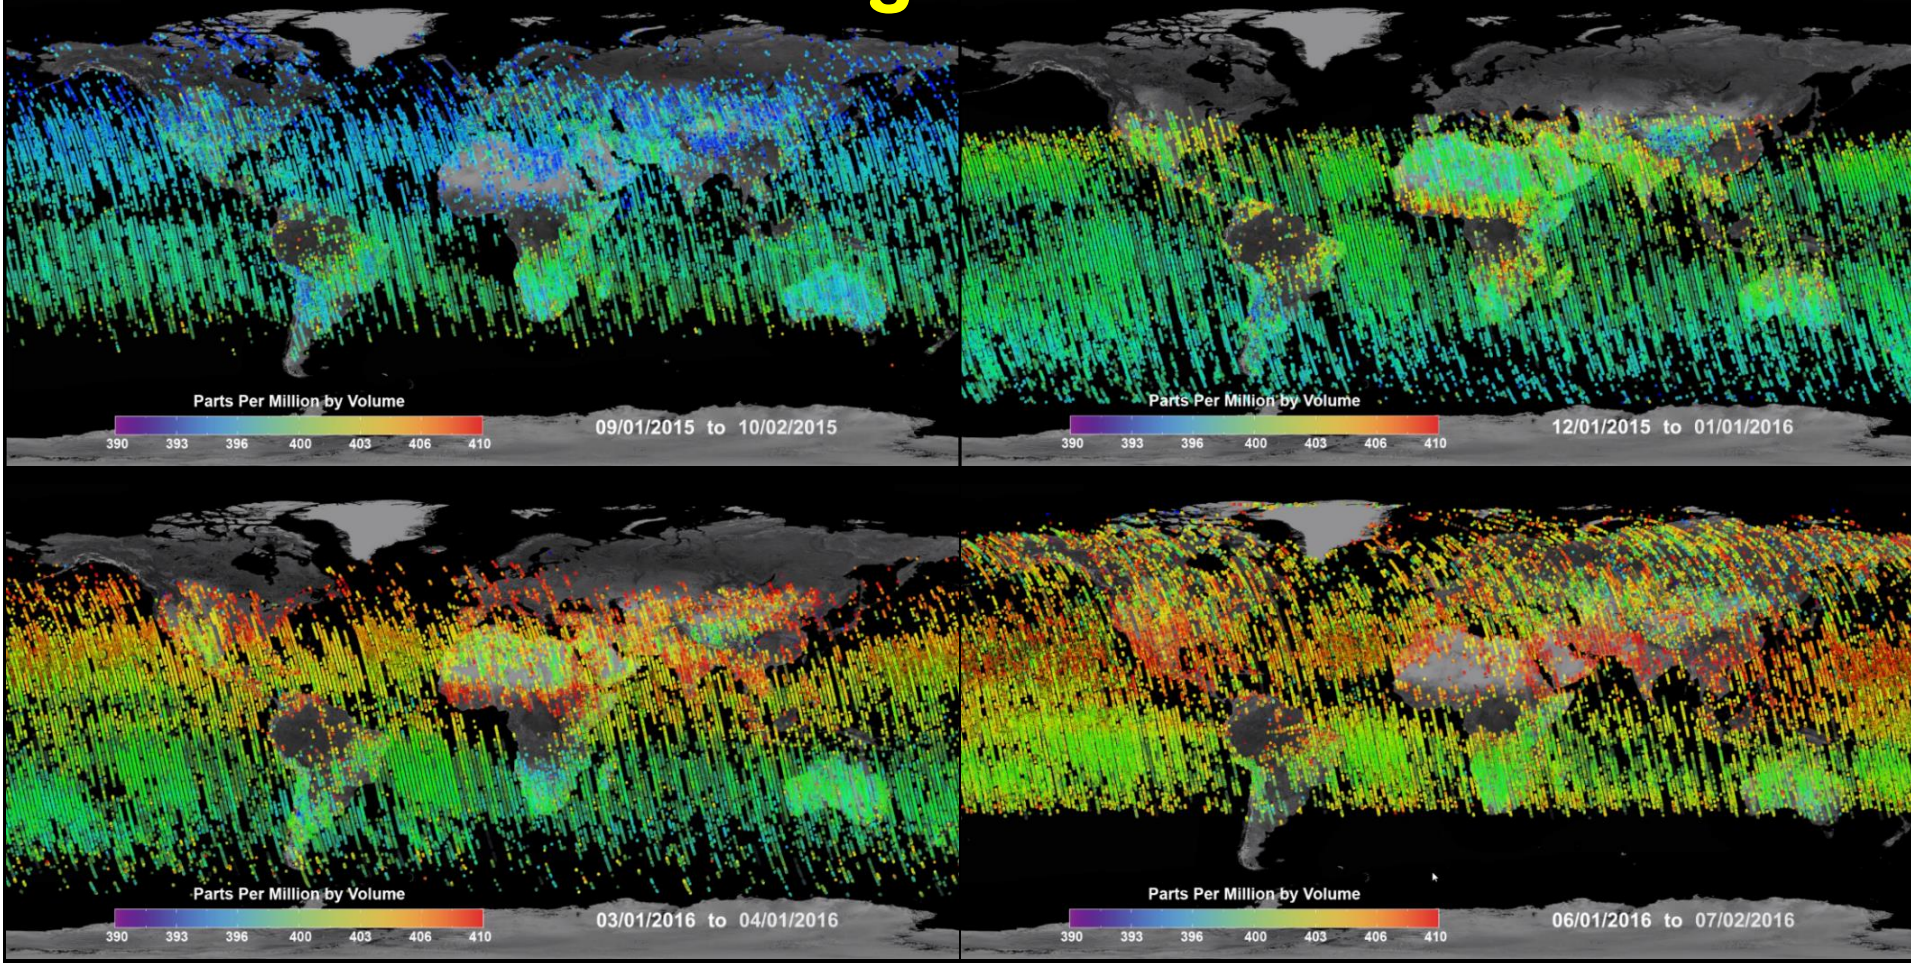 g
Parts Per Million by Volume
390 393 396 400 403 406 410
09/01/2015 to 10/02/2015
Parts Per Million by Volume
390 393 396 400 403 406 410
12/01/2015 to 01/01/2016
Parts Per Million by Volume
390 393 396 400 403 406 410
03/01/2016 to 04/01/2016
Parts Per Million by Volume
390 393 396 400 403 406 410
06/01/2016 to 07/02/2016